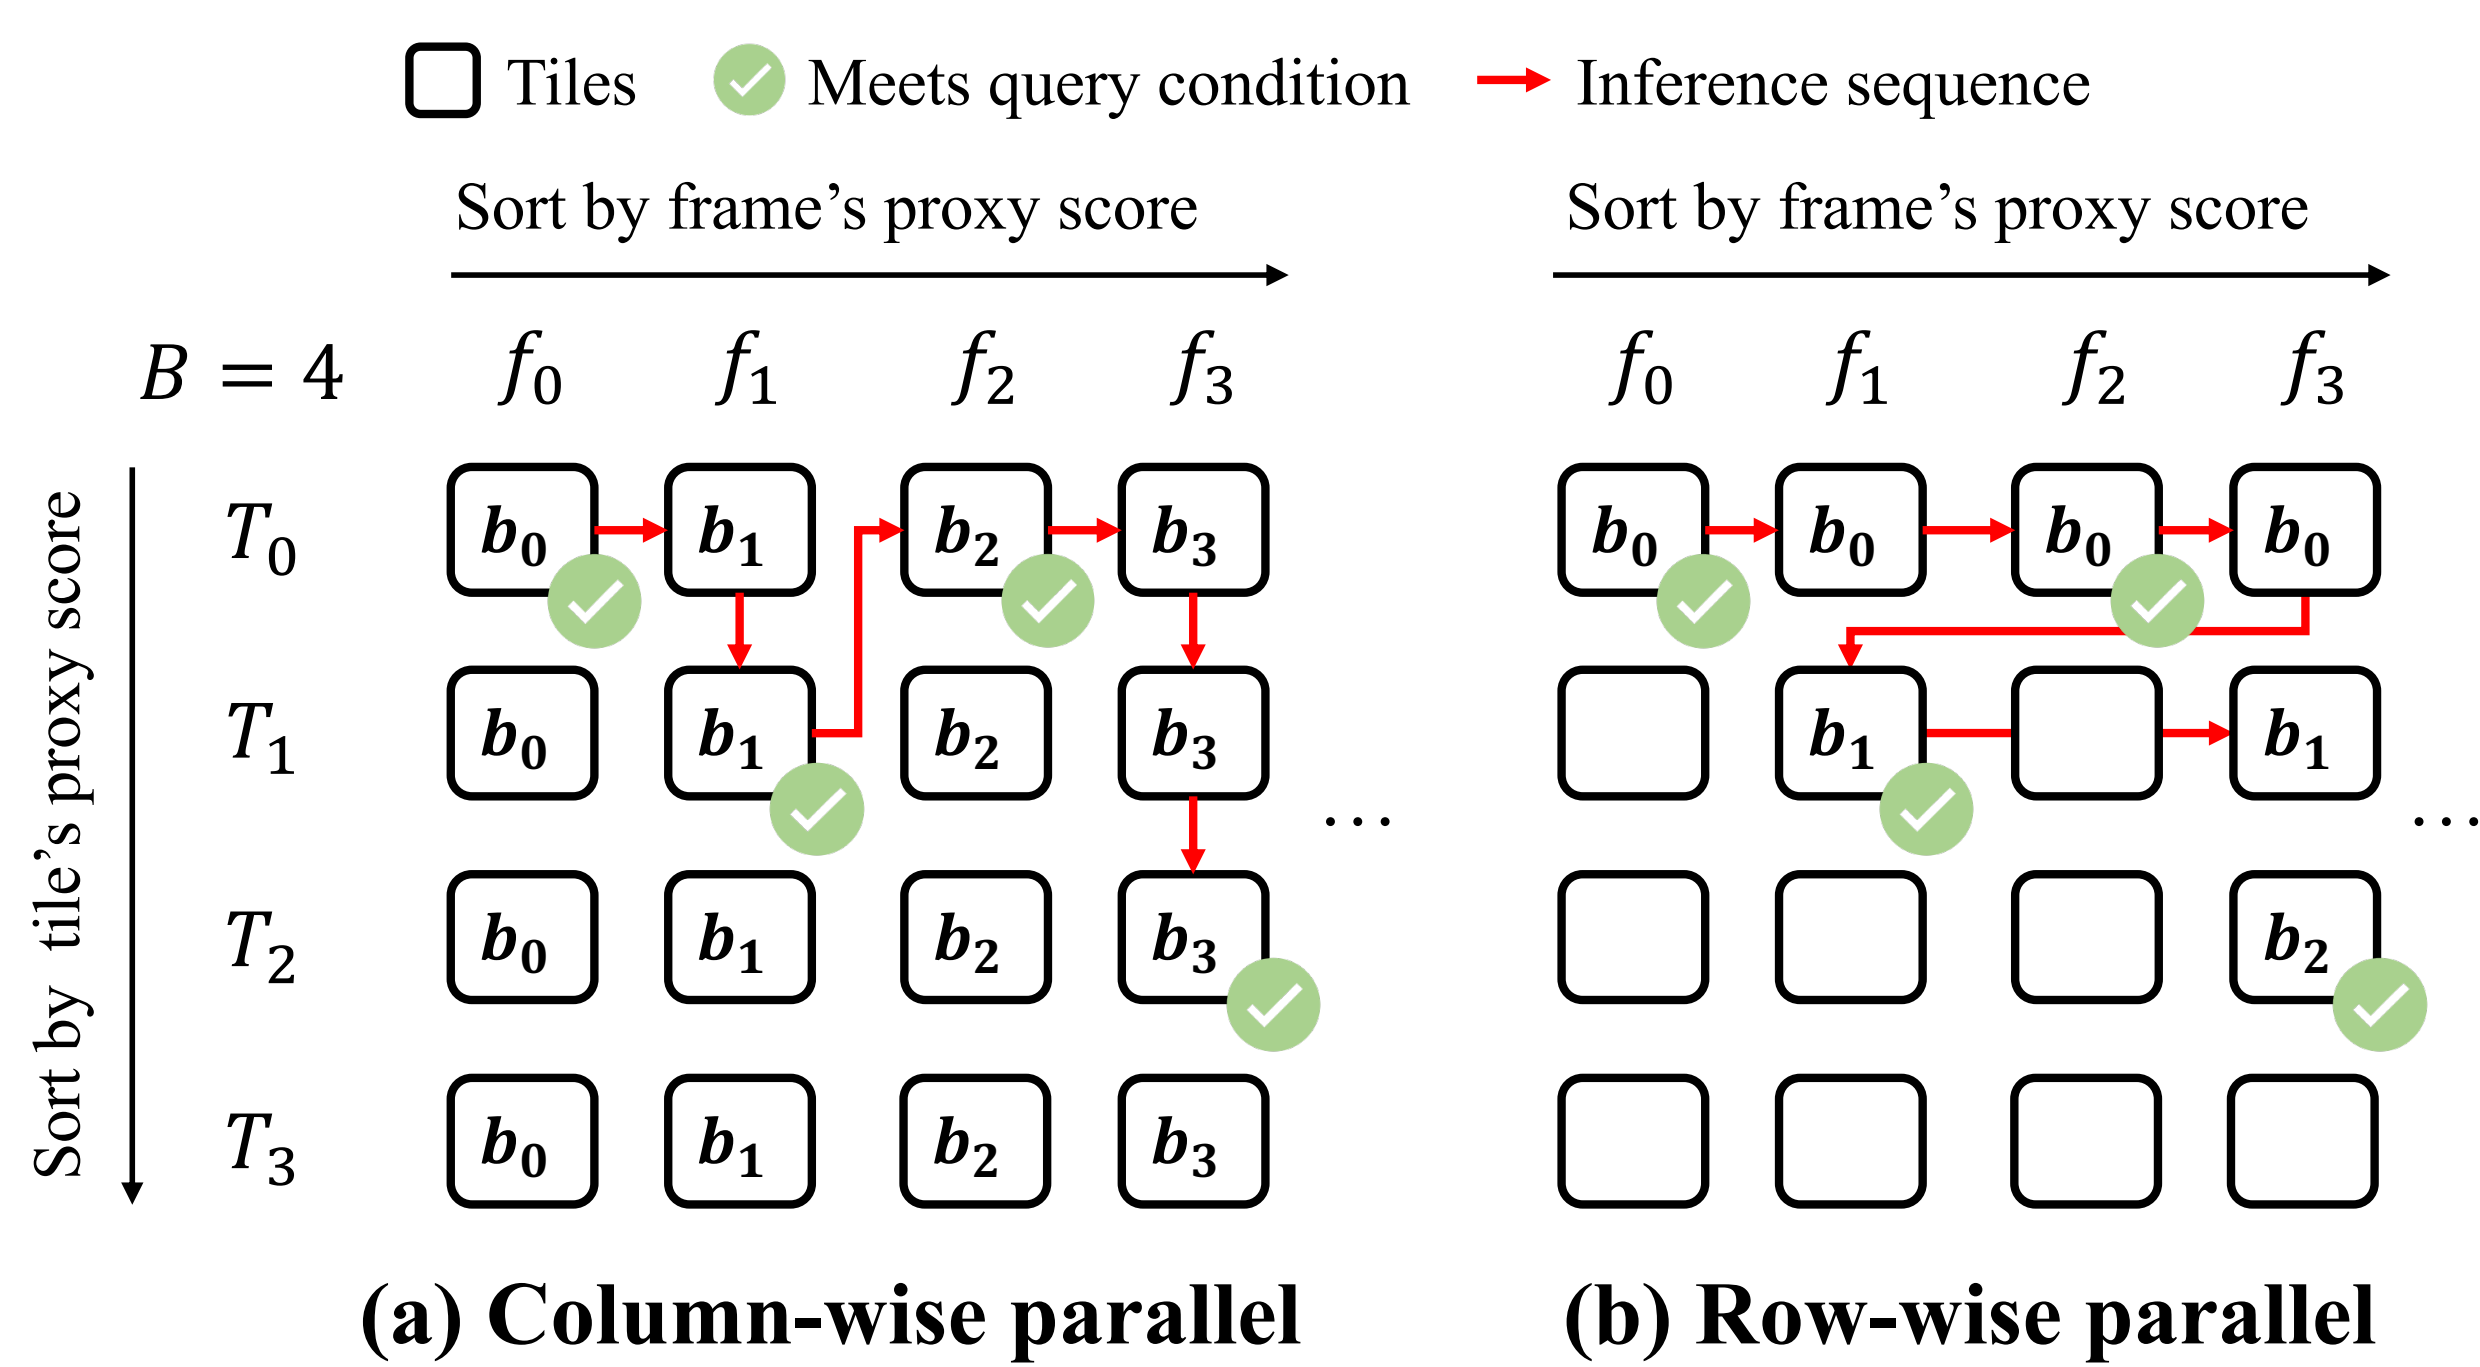 Tiles Meets query condition Inference sequence
Sort by frame's proxy score Sort by frame's proxy score
B = 4 f0 f1 f2 f3 f0 f1 f2 f3
Sort by tile's proxy score
T0 b0 b1 b2 b3 b0 b0 b0 b0
T1 b0 b1 b2 b3 b1 b1
... ...
T2 b0 b1 b2 b3 b2
T3 b0 b1 b2 b3
(a) Column-wise parallel (b) Row-wise parallel